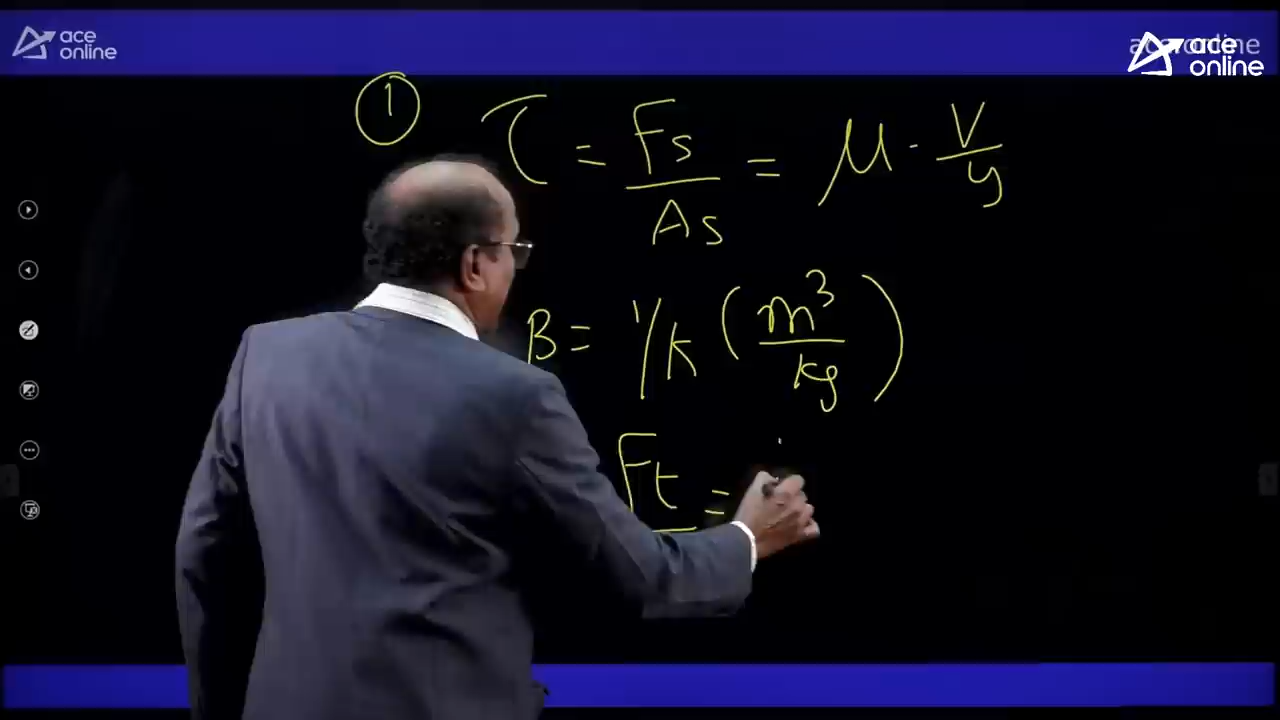 ace online
ace online
1
τ = Fs/As = μ · V/y
β = 1/k (m³/kg)
Ft =